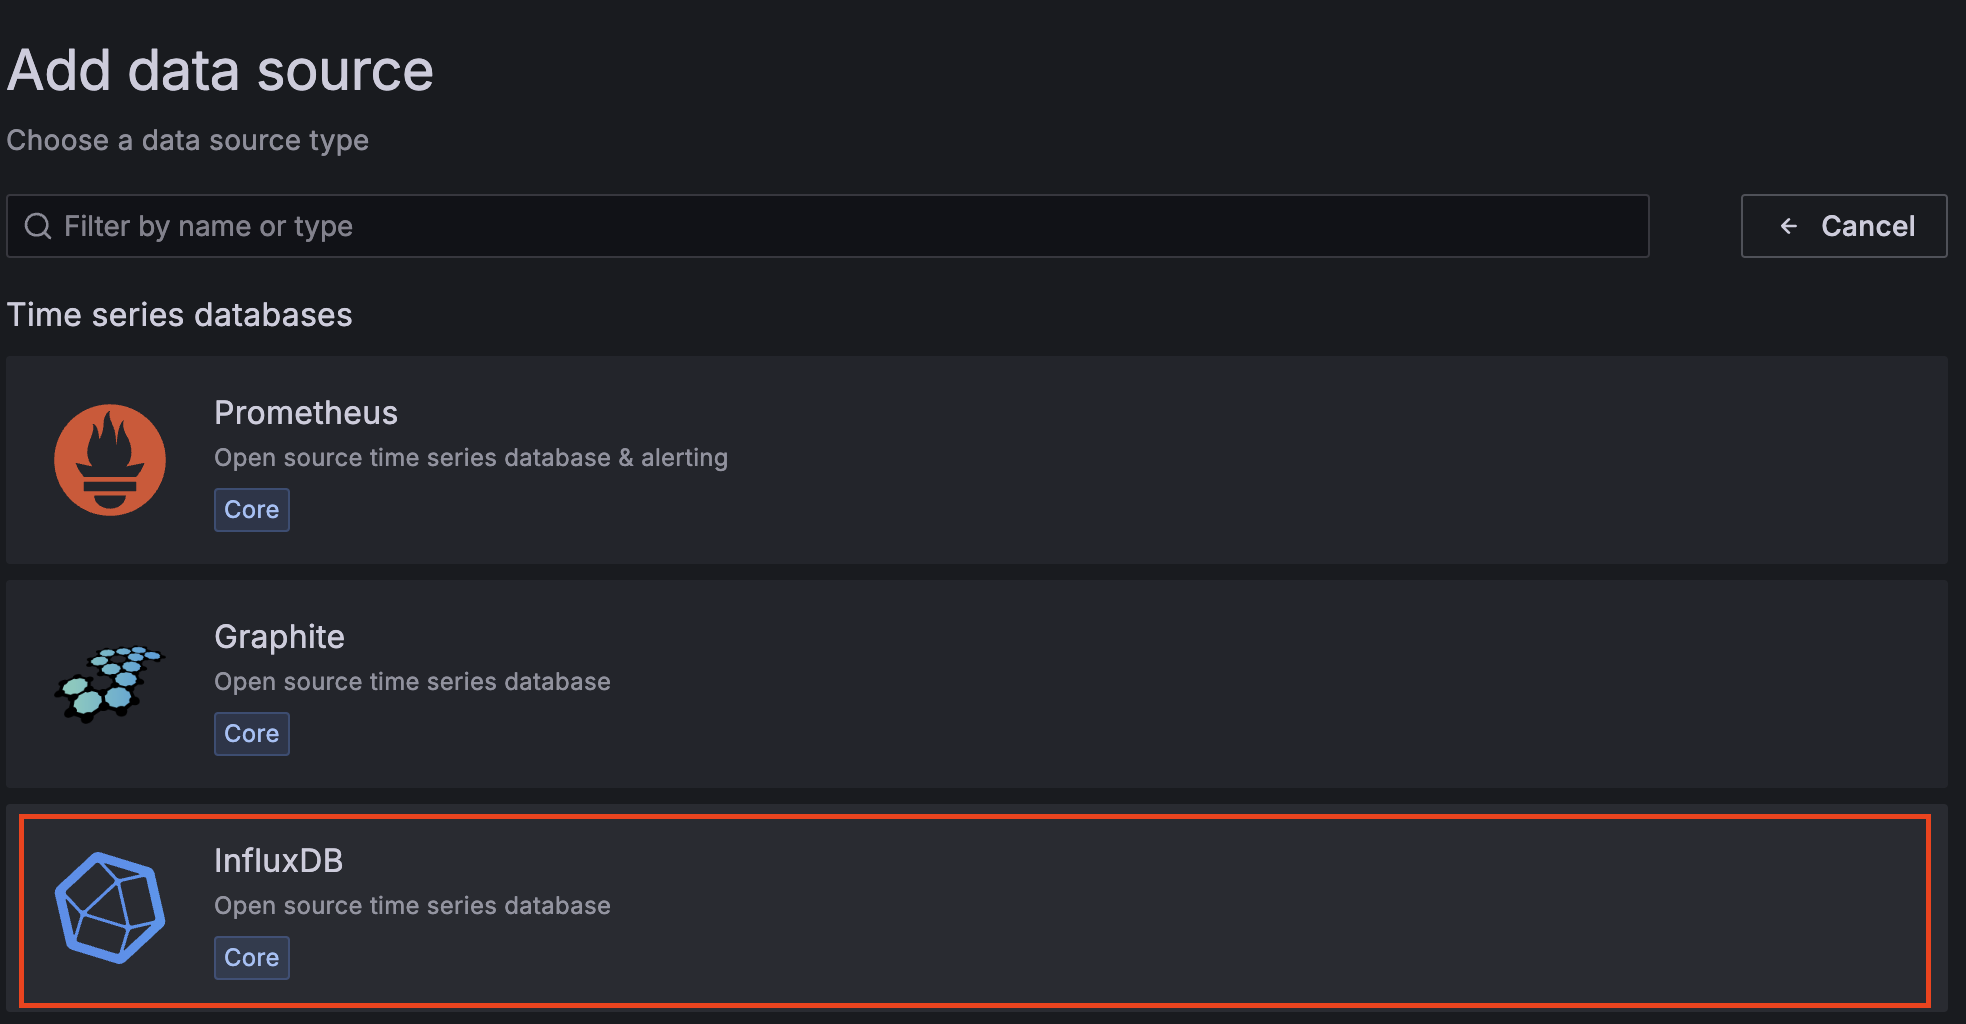 Add data source
Choose a data source type
Filter by name or type
Cancel
Time series databases
Prometheus
Open source time series database & alerting
Core
Graphite
Open source time series database
Core
InfluxDB
Open source time series database
Core